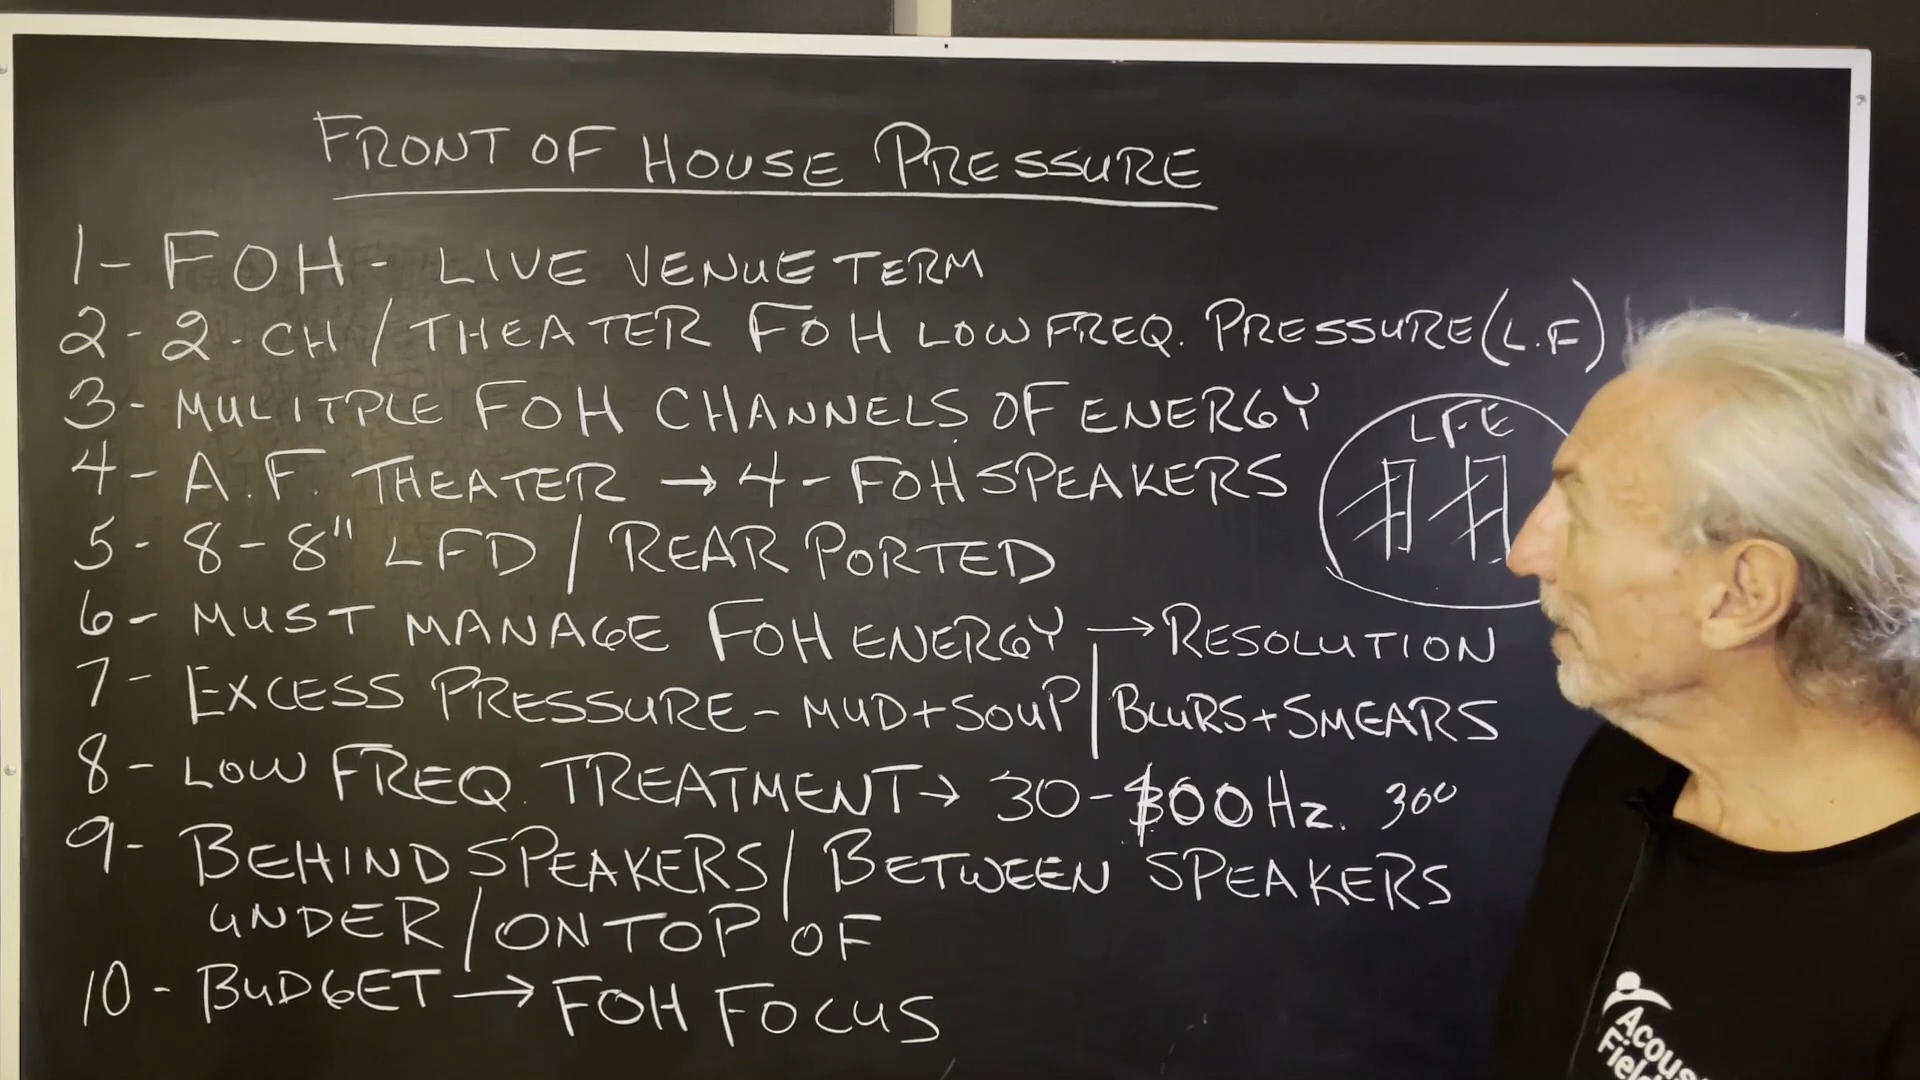 FRONT OF HOUSE PRESSURE
1- FOH - LIVE VENUE TERM
2- 2-CH / THEATER FOH LOW FREQ. PRESSURE (L.F)
3- MULITPLE FOH CHANNELS OF ENERGY
LFE
4- A.F. THEATER → 4 - FOH SPEAKERS
5- 8-8" LFD / REAR PORTED
6- MUST MANAGE FOH ENERGY → RESOLUTION
7- EXCESS PRESSURE - MUD + SOUP | BLURS + SMEARS
8- LOW FREQ. TREATMENT → 30-300 Hz. 300
9- BEHIND SPEAKERS / BETWEEN SPEAKERS
UNDER / ON TOP OF
10- BUDGET → FOH FOCUS